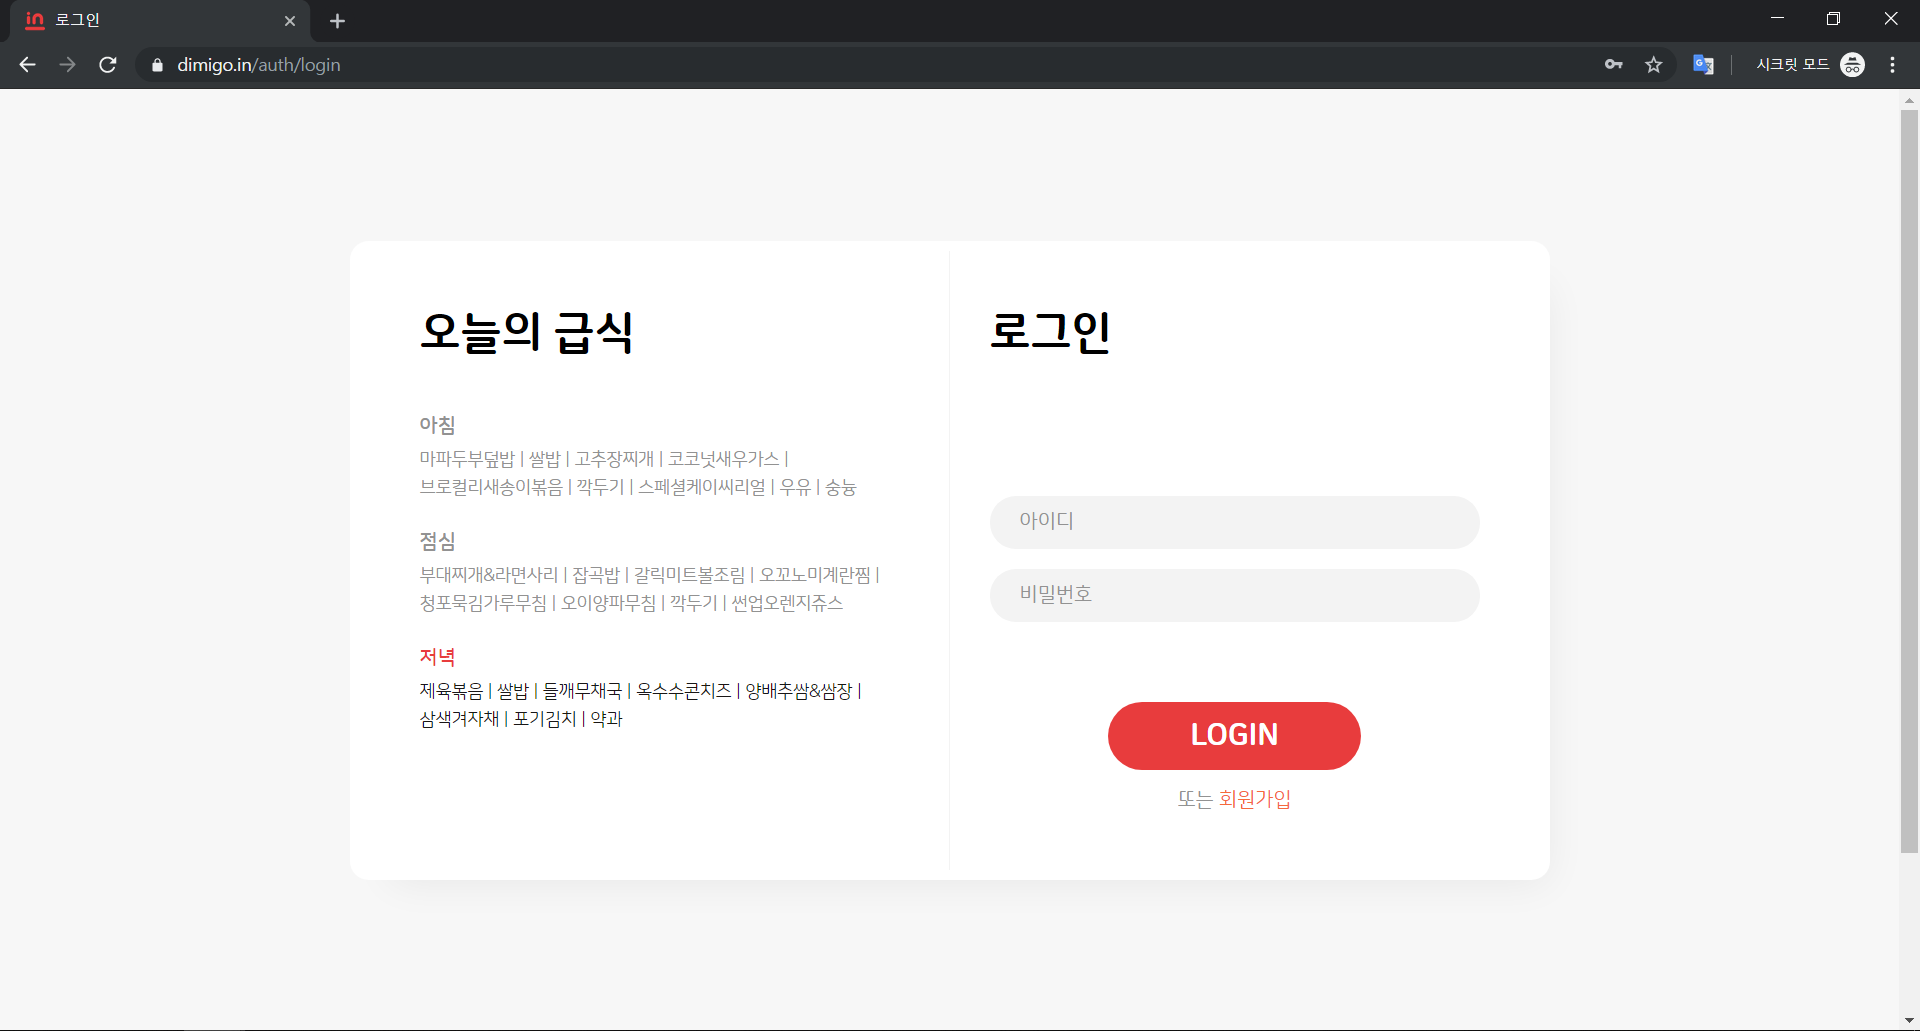 in 로그인
dimigo.in/auth/login
시크릿 모드
오늘의 급식
아침
마파두부덮밥 | 쌀밥 | 고추장찌개 | 코코넛새우가스 |
브로컬리새송이볶음 | 깍두기 | 스페셜케이씨리얼 | 우유 | 숭늉
점심
부대찌개&라면사리 | 잡곡밥 | 갈릭미트볼조림 | 오꼬노미계란찜 |
청포묵김가루무침 | 오이양파무침 | 깍두기 | 썬업오렌지쥬스
저녁
제육볶음 | 쌀밥 | 들깨무채국 | 옥수수콘치즈 | 양배추쌈&쌈장 |
삼색겨자채 | 포기김치 | 약과
로그인
아이디
비밀번호
LOGIN
또는 회원가입